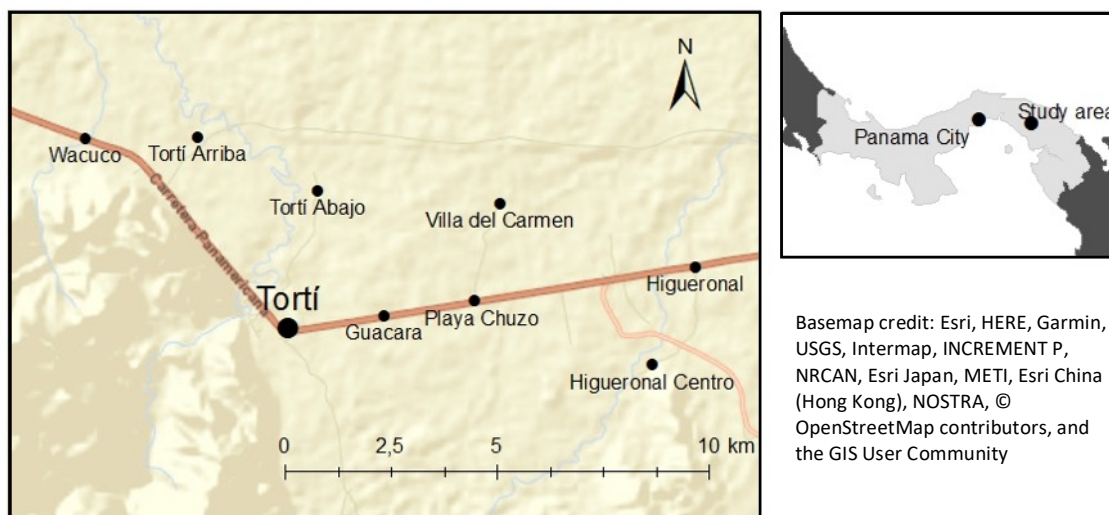 N
Wacuco
Tortí Arriba
Carretera Panamericana
Tortí Abajo
Villa del Carmen
Tortí
Guacara
Playa Chuzo
Higueronal
Higueronal Centro
0
2,5
5
10 km
Panama City
Study area
Basemap credit: Esri, HERE, Garmin,
USGS, Intermap, INCREMENT P,
NRCAN, Esri Japan, METI, Esri China
(Hong Kong), NOSTRA, ©
OpenStreetMap contributors, and
the GIS User Community